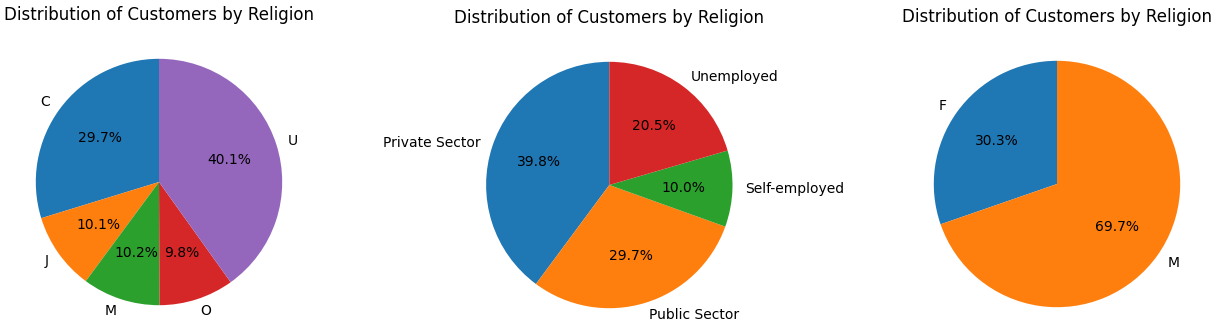 Distribution of Customers by Religion
C
29.7%
U
40.1%
10.1%
J
10.2%
9.8%
M
O
Distribution of Customers by Religion
Unemployed
20.5%
Private Sector
39.8%
10.0%
Self-employed
29.7%
Public Sector
Distribution of Customers by Religion
F
30.3%
69.7%
M